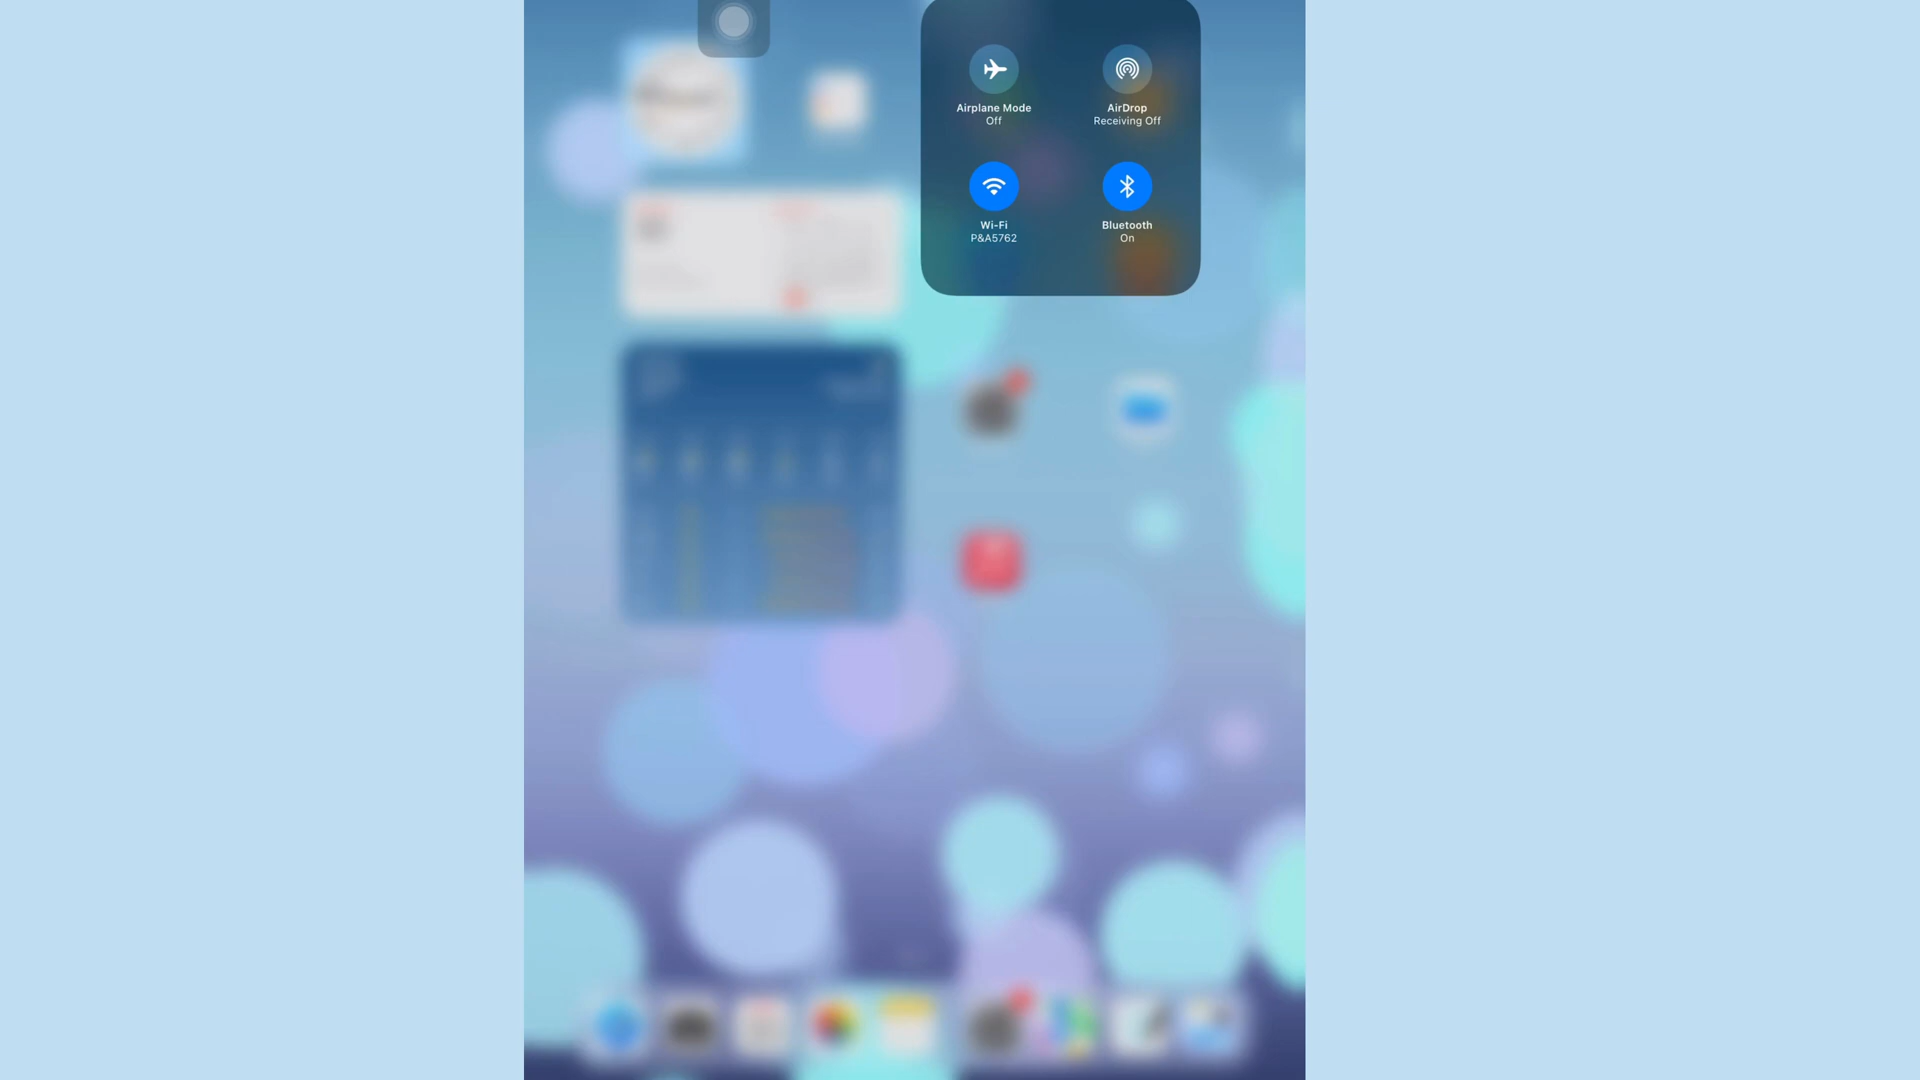 Airplane Mode
Off
AirDrop
Receiving Off
Wi-Fi
P&A5762
Bluetooth
On